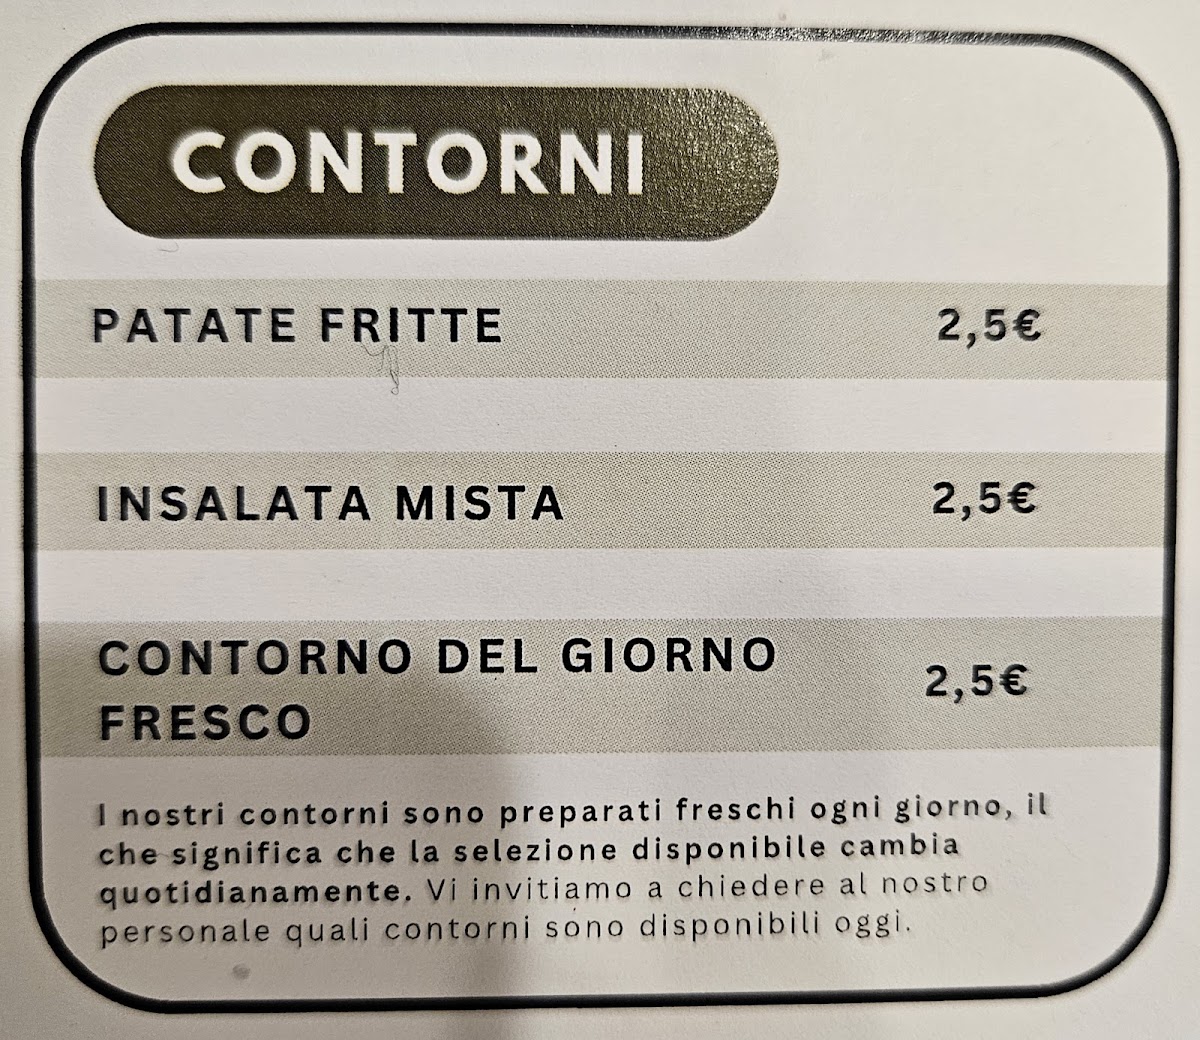 CONTORNI
PATATE FRITTE 2,5€
INSALATA MISTA 2,5€
CONTORNO DEL GIORNO
FRESCO 2,5€
I nostri contorni sono preparati freschi ogni giorno, il
che significa che la selezione disponibile cambia
quotidianamente. Vi invitiamo a chiedere al nostro
personale quali contorni sono disponibili oggi.